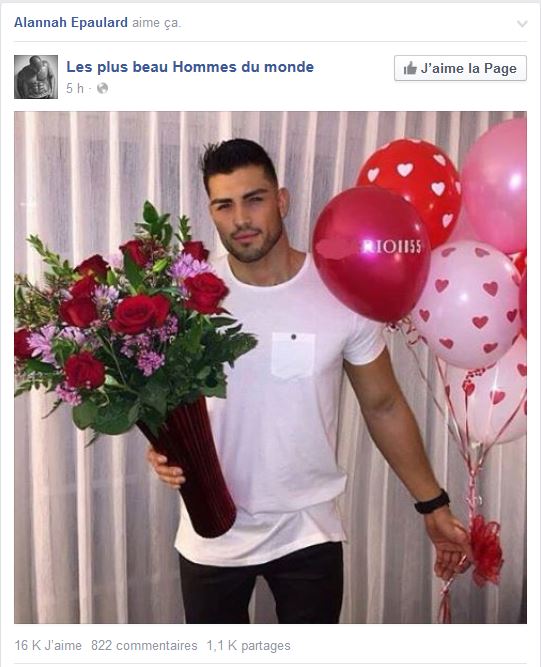 Alannah Epaulard aime ça.
Les plus beau Hommes du monde
J'aime la Page
5 h ·
RIO1155
16 K J'aime 822 commentaires 1,1 K partages